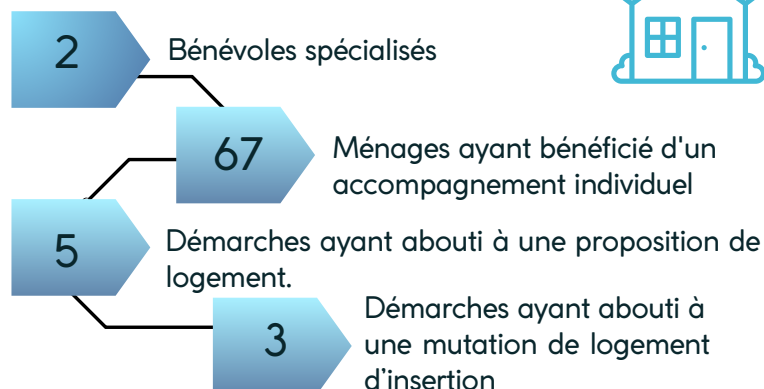 2
Bénévoles spécialisés
67
Ménages ayant bénéficié d'un
accompagnement individuel
5
Démarches ayant abouti à une proposition de
logement.
3
Démarches ayant abouti à
une mutation de logement
d’insertion